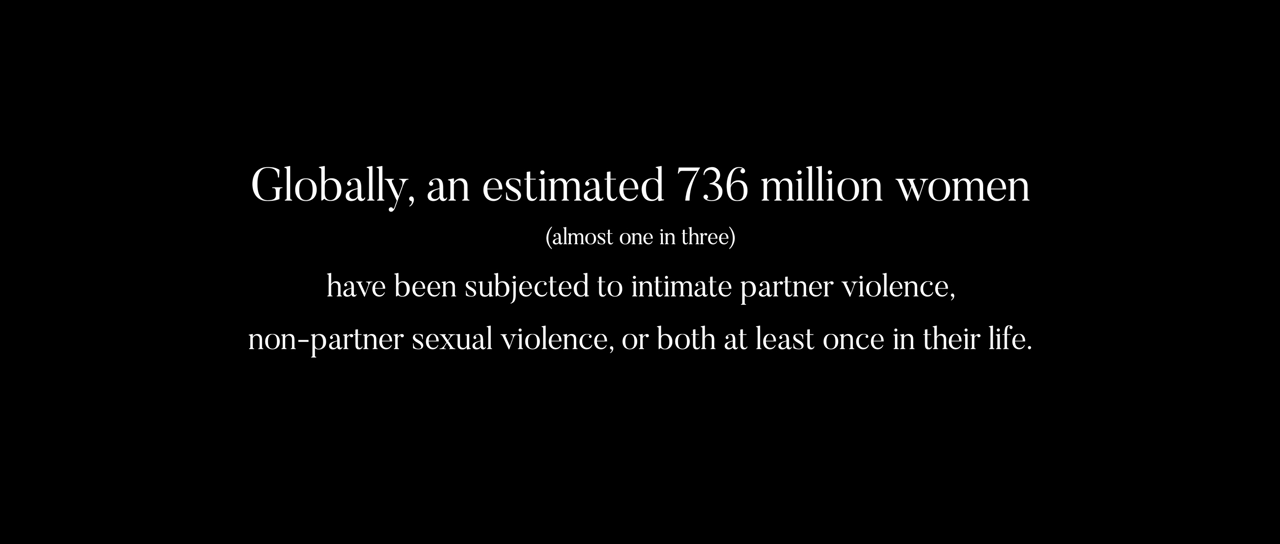 Globally, an estimated 736 million women
(almost one in three)
have been subjected to intimate partner violence,
non-partner sexual violence, or both at least once in their life.